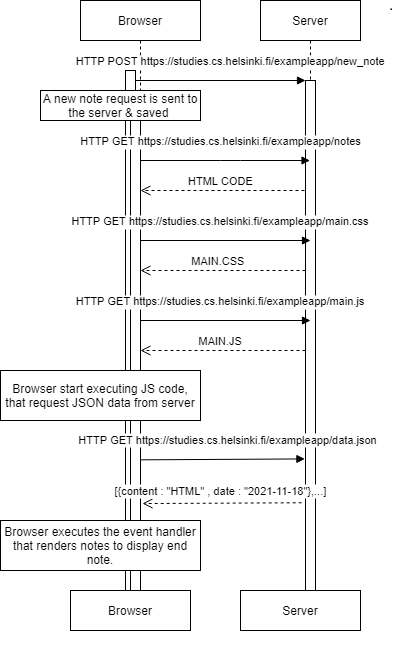 Browser
Server
HTTP POST https://studies.cs.helsinki.fi/exampleapp/new_note
A new note request is sent to
the server & saved
HTTP GET https://studies.cs.helsinki.fi/exampleapp/notes
HTML CODE
HTTP GET https://studies.cs.helsinki.fi/exampleapp/main.css
MAIN.CSS
HTTP GET https://studies.cs.helsinki.fi/exampleapp/main.js
MAIN.JS
Browser start executing JS code,
that request JSON data from server
HTTP GET https://studies.cs.helsinki.fi/exampleapp/data.json
[{content : "HTML" , date : "2021-11-18"},...]
Browser executes the event handler
that renders notes to display end
note.
Browser
Server